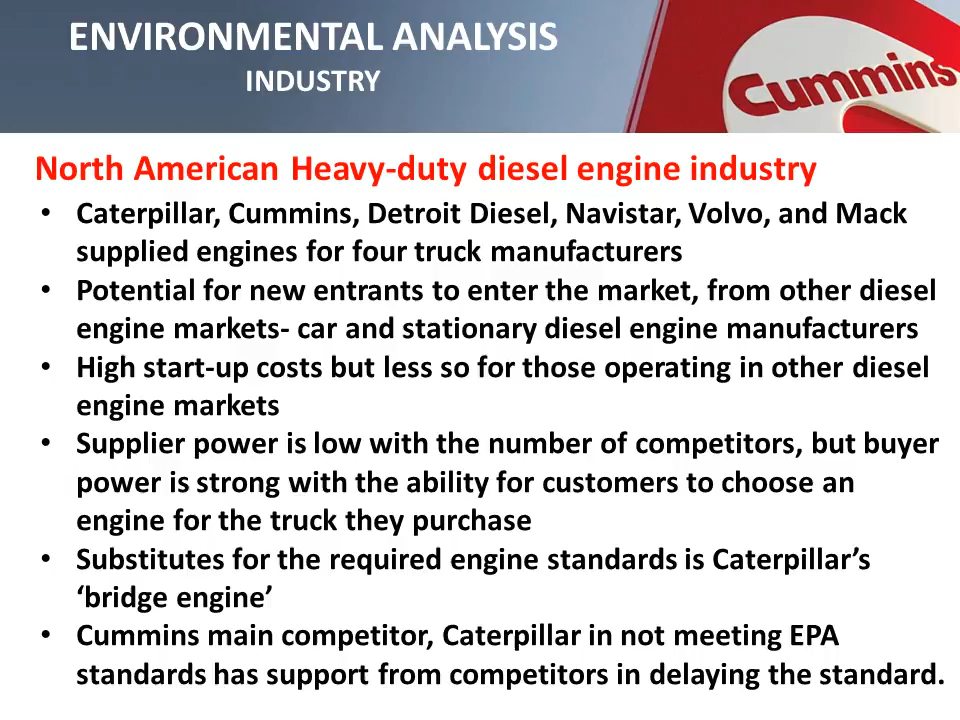 ENVIRONMENTAL ANALYSIS
INDUSTRY
Cummins
North American Heavy-duty diesel engine industry
• Caterpillar, Cummins, Detroit Diesel, Navistar, Volvo, and Mack
supplied engines for four truck manufacturers
• Potential for new entrants to enter the market, from other diesel
engine markets- car and stationary diesel engine manufacturers
• High start-up costs but less so for those operating in other diesel
engine markets
• Supplier power is low with the number of competitors, but buyer
power is strong with the ability for customers to choose an
engine for the truck they purchase
• Substitutes for the required engine standards is Caterpillar’s
‘bridge engine’
• Cummins main competitor, Caterpillar in not meeting EPA
standards has support from competitors in delaying the standard.